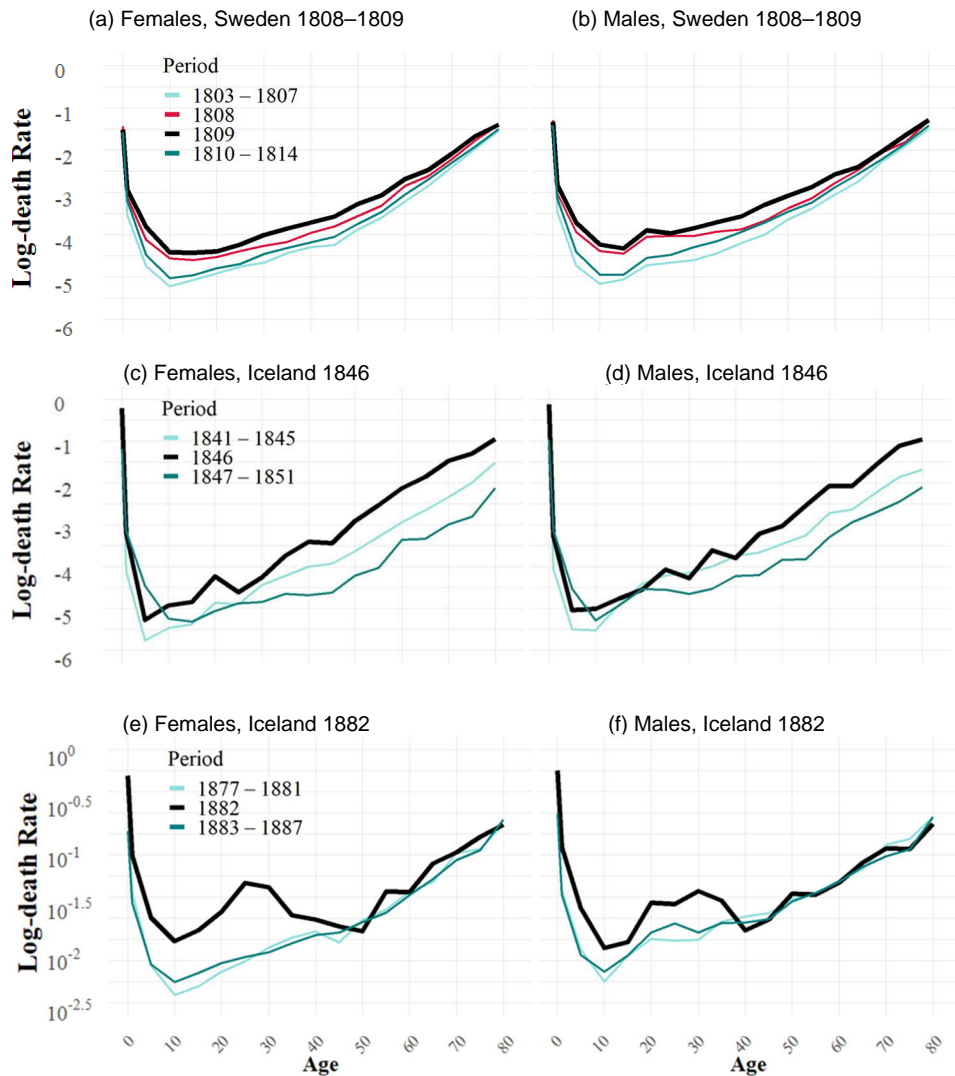 (a) Females, Sweden 1808–1809
(b) Males, Sweden 1808–1809
Log-death Rate
0
-1
-2
-3
-4
-5
-6
Period
1803 – 1807
1808
1809
1810 – 1814
(c) Females, Iceland 1846
(d) Males, Iceland 1846
Log-death Rate
0
-1
-2
-3
-4
-5
-6
Period
1841 – 1845
1846
1847 – 1851
(e) Females, Iceland 1882
(f) Males, Iceland 1882
Log-death Rate
10^0
10^-0.5
10^-1
10^-1.5
10^-2
10^-2.5
Period
1877 – 1881
1882
1883 – 1887
0 10 20 30 40 50 60 70 80
0 10 20 30 40 50 60 70 80
Age
Age